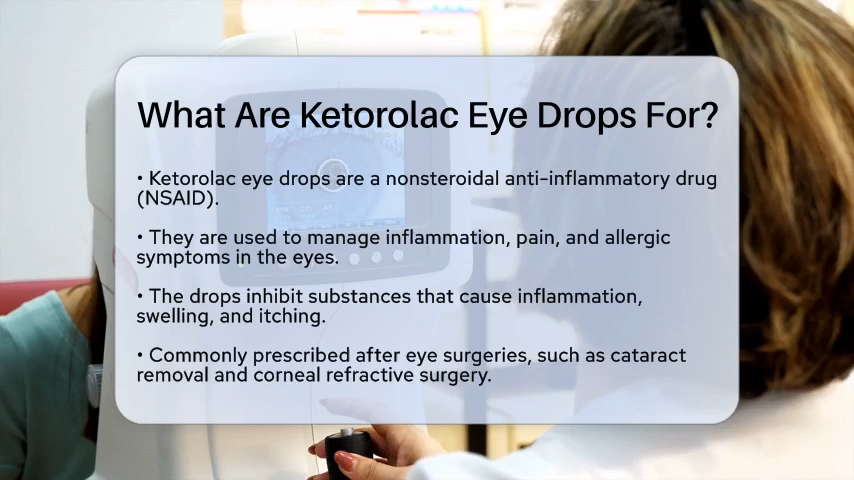 What Are Ketorolac Eye Drops For?
• Ketorolac eye drops are a nonsteroidal anti-inflammatory drug
(NSAID).
• They are used to manage inflammation, pain, and allergic
symptoms in the eyes.
• The drops inhibit substances that cause inflammation,
swelling, and itching.
• Commonly prescribed after eye surgeries, such as cataract
removal and corneal refractive surgery.